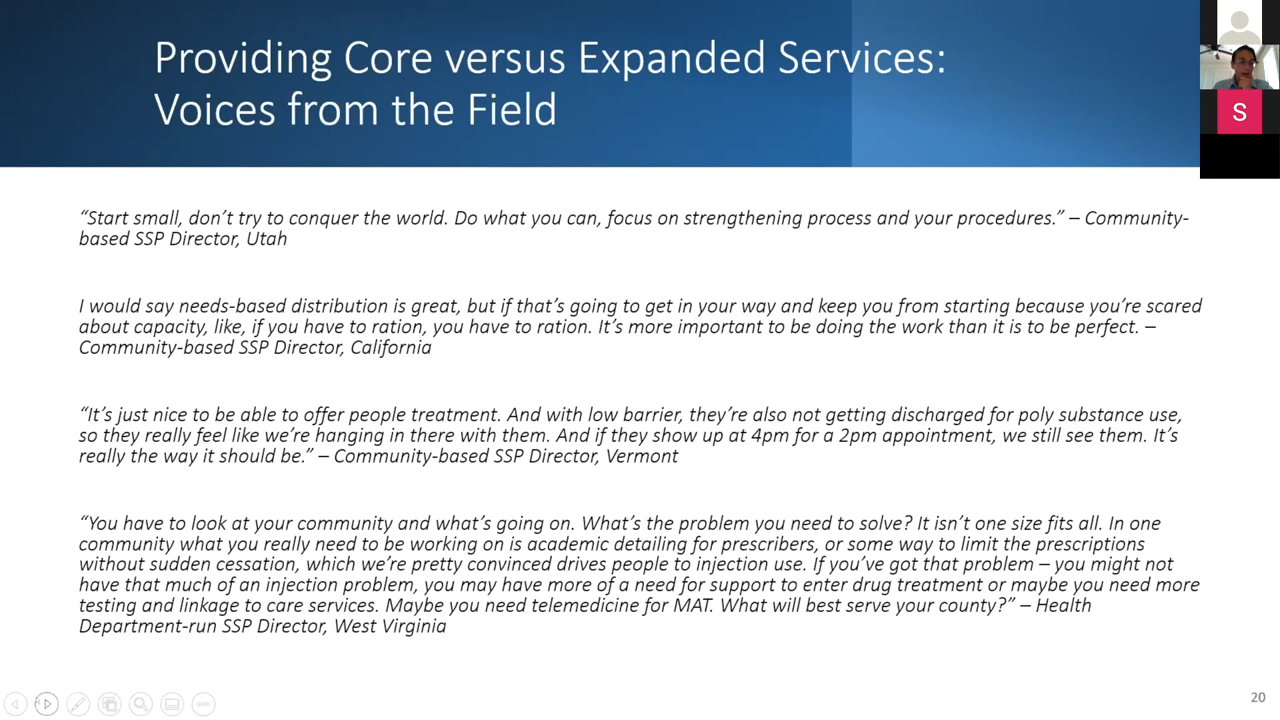 Providing Core versus Expanded Services:
Voices from the Field
S
“Start small, don’t try to conquer the world. Do what you can, focus on strengthening process and your procedures.” – Community-
based SSP Director, Utah
I would say needs-based distribution is great, but if that’s going to get in your way and keep you from starting because you’re scared
about capacity, like, if you have to ration, you have to ration. It’s more important to be doing the work than it is to be perfect. –
Community-based SSP Director, California
“It’s just nice to be able to offer people treatment. And with low barrier, they’re also not getting discharged for poly substance use,
so they really feel like we’re hanging in there with them. And if they show up at 4pm for a 2pm appointment, we still see them. It’s
really the way it should be.” – Community-based SSP Director, Vermont
“You have to look at your community and what’s going on. What’s the problem you need to solve? It isn’t one size fits all. In one
community what you really need to be working on is academic detailing for prescribers, or some way to limit the prescriptions
without sudden cessation, which we’re pretty convinced drives people to injection use. If you’ve got that problem – you might not
have that much of an injection problem, you may have more of a need for support to enter drug treatment or maybe you need more
testing and linkage to care services. Maybe you need telemedicine for MAT. What will best serve your county?” – Health
Department-run SSP Director, West Virginia
20